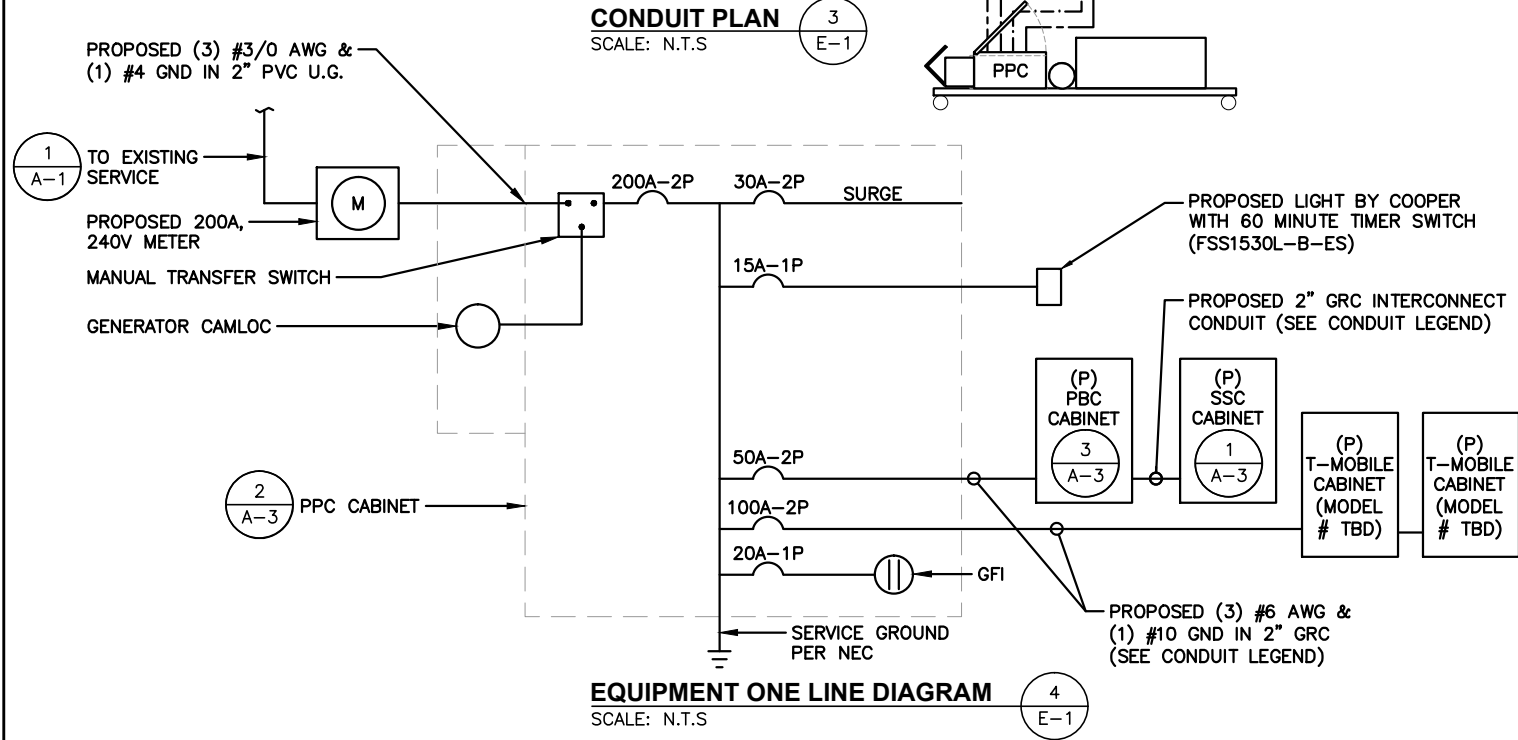 CONDUIT PLAN
SCALE: N.T.S
3
E-1
PPC
PROPOSED (3) #3/0 AWG &
(1) #4 GND IN 2" PVC U.G.
1
A-1
TO EXISTING
SERVICE
M
PROPOSED 200A,
240V METER
MANUAL TRANSFER SWITCH
GENERATOR CAMLOC
2
A-3
PPC CABINET
200A-2P
30A-2P
SURGE
15A-1P
PROPOSED LIGHT BY COOPER
WITH 60 MINUTE TIMER SWITCH
(FSS1530L-B-ES)
PROPOSED 2" GRC INTERCONNECT
CONDUIT (SEE CONDUIT LEGEND)
(P)
PBC
CABINET
3
A-3
(P)
SSC
CABINET
1
A-3
(P)
T-MOBILE
CABINET
(MODEL
# TBD)
(P)
T-MOBILE
CABINET
(MODEL
# TBD)
50A-2P
100A-2P
20A-1P
GFI
PROPOSED (3) #6 AWG &
(1) #10 GND IN 2" GRC
(SEE CONDUIT LEGEND)
SERVICE GROUND
PER NEC
EQUIPMENT ONE LINE DIAGRAM
SCALE: N.T.S
4
E-1